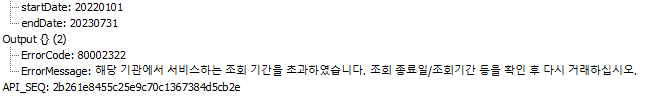 startDate: 20220101
endDate: 20230731
Output {} (2)
ErrorCode: 80002322
ErrorMessage: 해당 기관에서 서비스하는 조회 기간을 초과하였습니다. 조회 종료일/조회기간 등을 확인 후 다시 거래하십시오.
API_SEQ: 2b261e8455c25e9c70c1367384d5cb2e